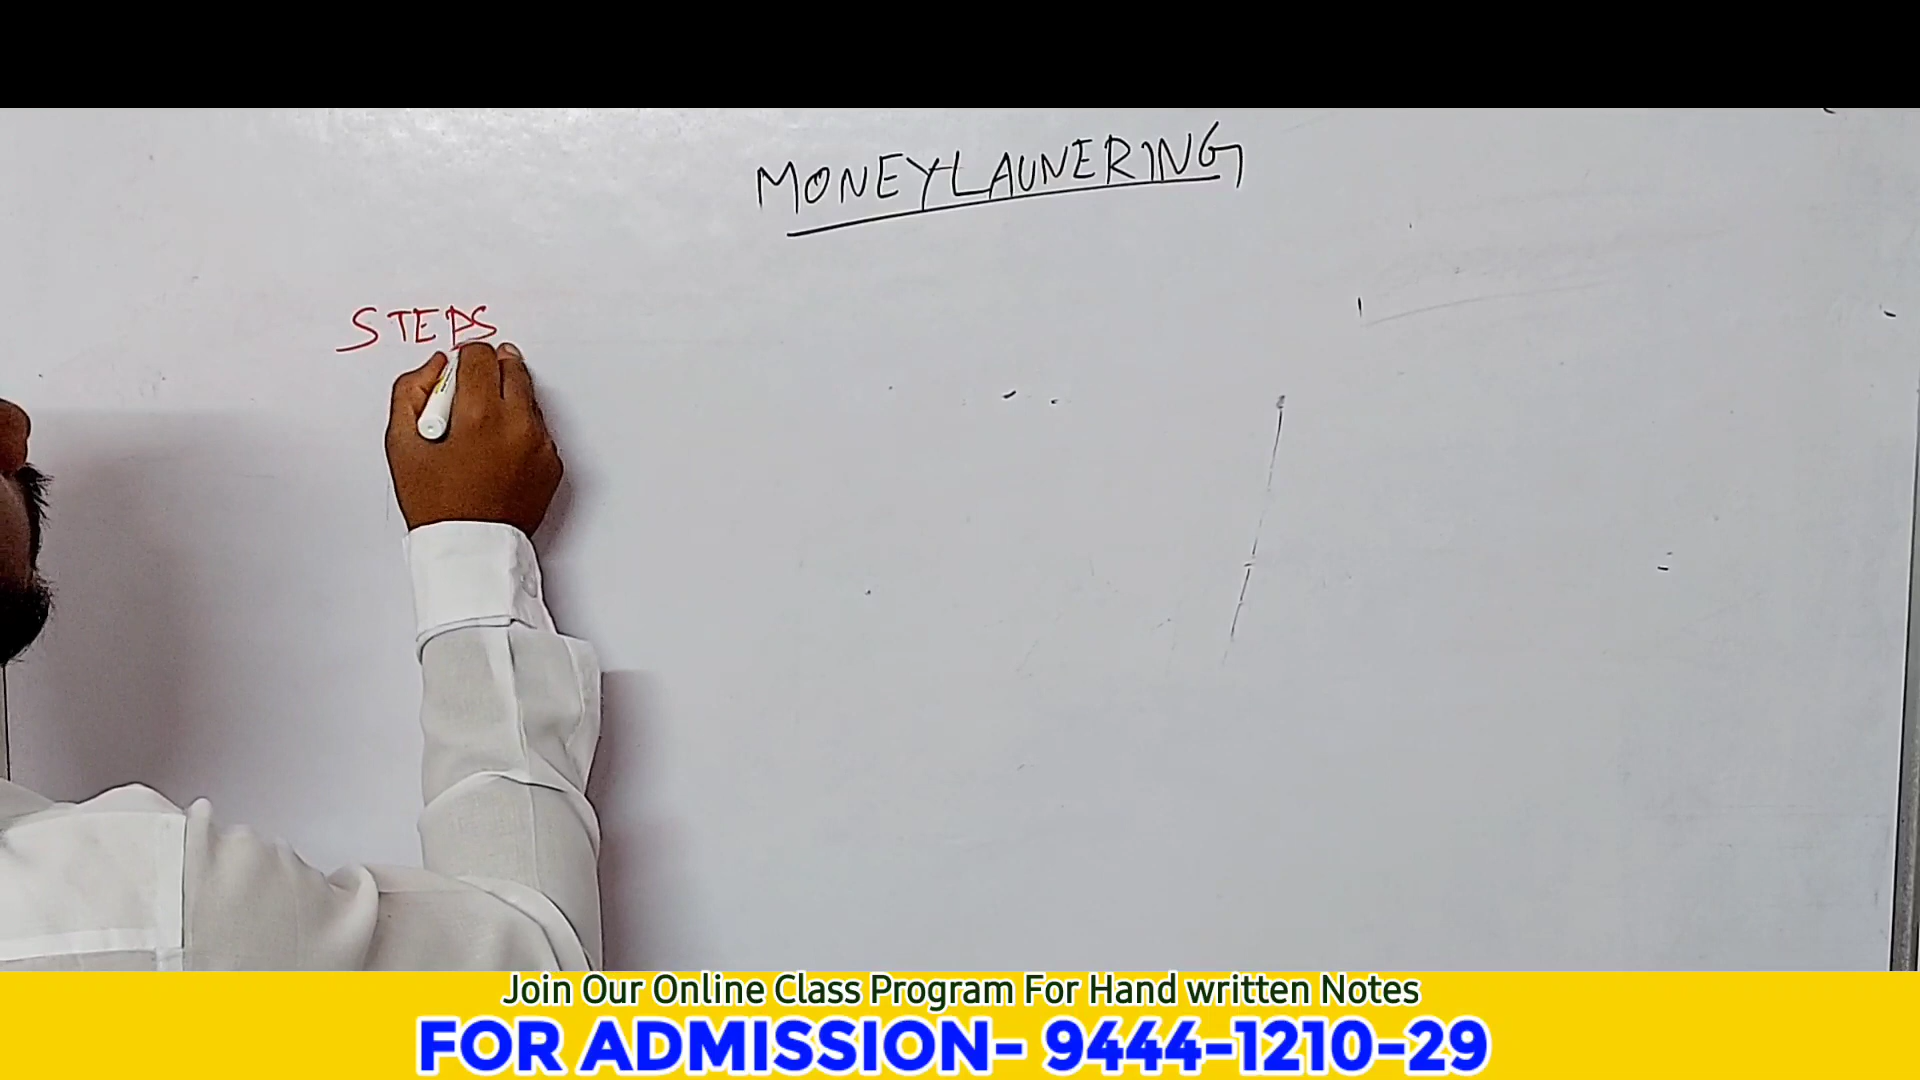 MONEYLAUNERING
STEPS
Join Our Online Class Program For Hand written Notes
FOR ADMISSION- 9444-1210-29